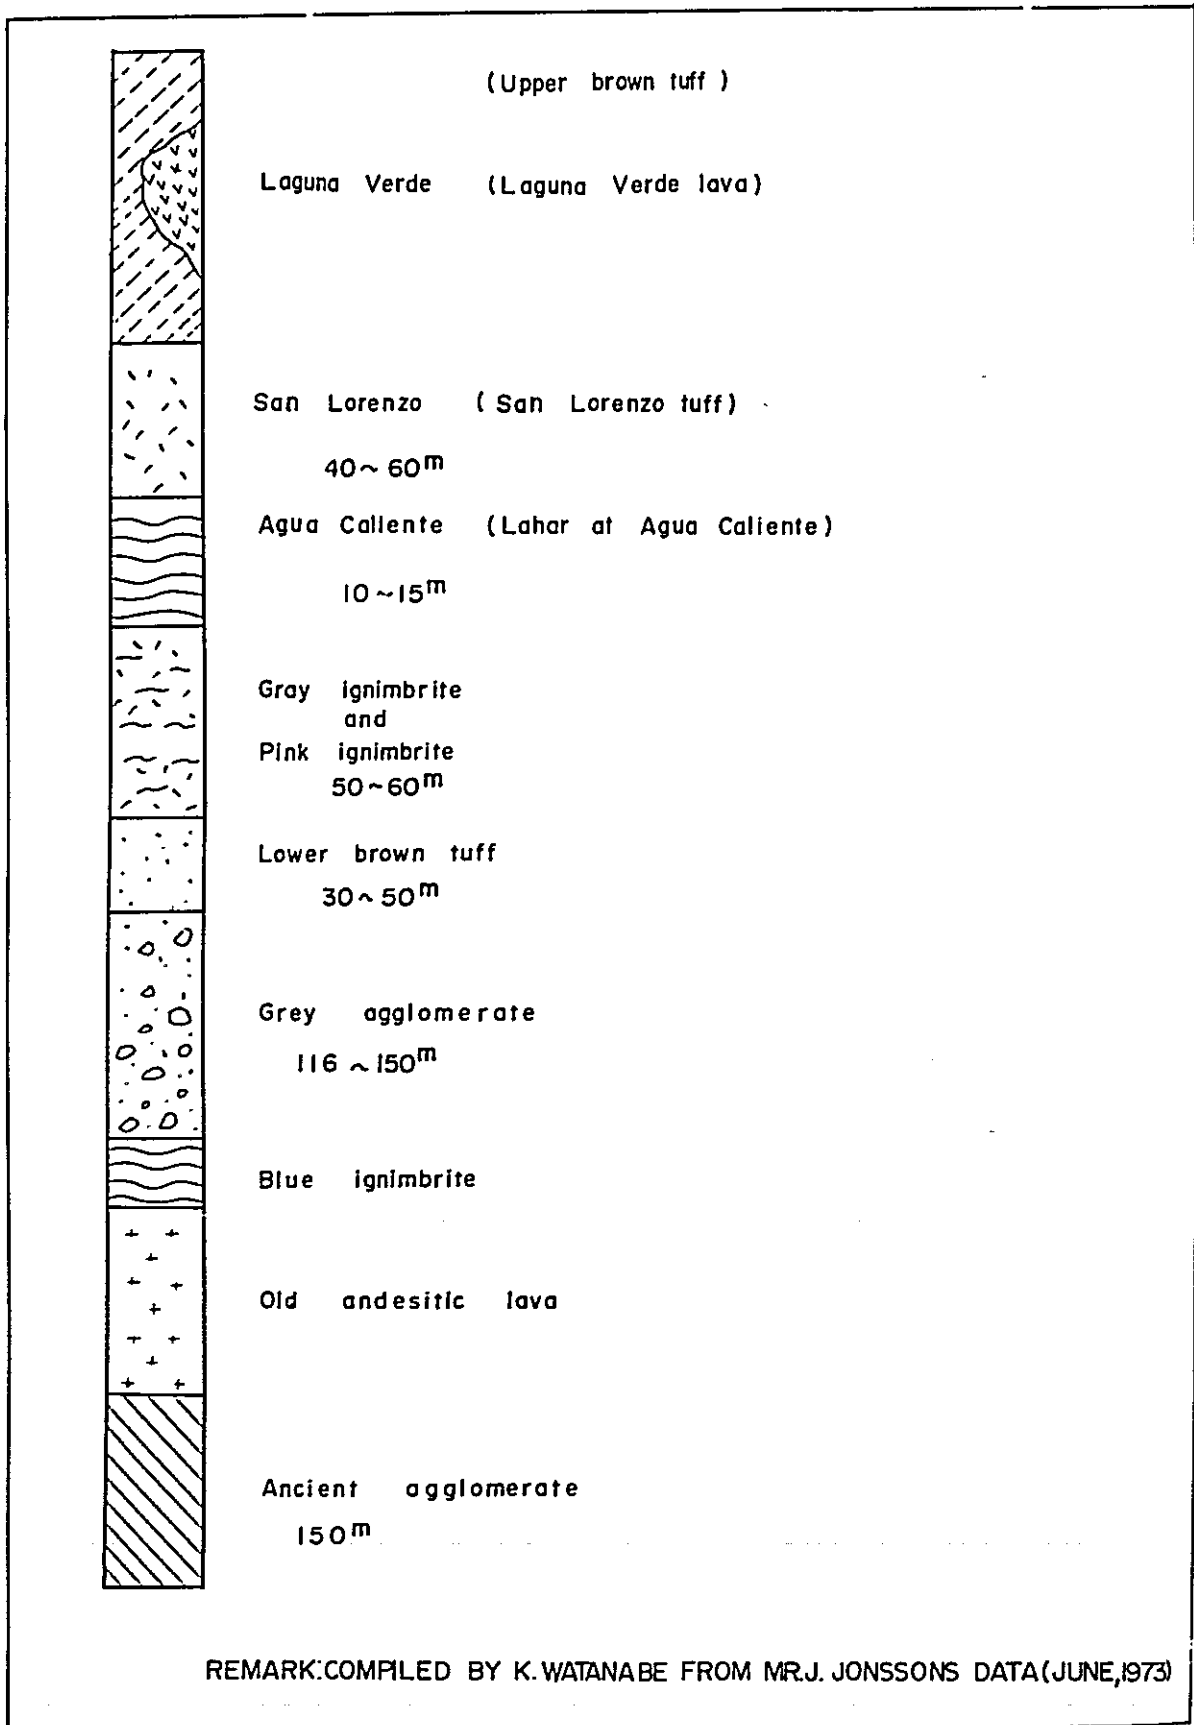 (Upper brown tuff)
Laguna Verde (Laguna Verde lava)
San Lorenzo (San Lorenzo tuff)
40~60m
Agua Caliente (Lahar at Agua Caliente)
10~15m
Gray ignimbrite
and
Pink ignimbrite
50~60m
Lower brown tuff
30~50m
Grey agglomerate
116~150m
Blue ignimbrite
Old andesitic lava
Ancient agglomerate
150m
REMARK:COMPILED BY K.WATANABE FROM MR.J. JONSSONS DATA(JUNE,1973)